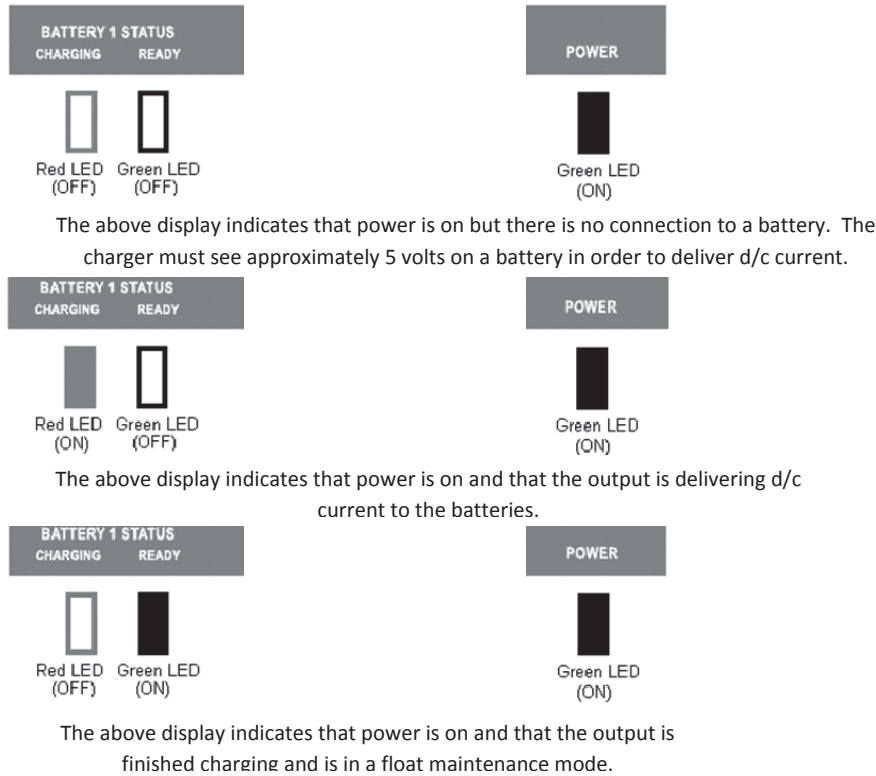 BATTERY 1 STATUS
CHARGING READY
POWER
Red LED Green LED
(OFF) (OFF)
Green LED
(ON)
The above display indicates that power is on but there is no connection to a battery. The
charger must see approximately 5 volts on a battery in order to deliver d/c current.
BATTERY 1 STATUS
CHARGING READY
POWER
Red LED Green LED
(ON) (OFF)
Green LED
(ON)
The above display indicates that power is on and that the output is delivering d/c
current to the batteries.
BATTERY 1 STATUS
CHARGING READY
POWER
Red LED Green LED
(OFF) (ON)
Green LED
(ON)
The above display indicates that power is on and that the output is
finished charging and is in a float maintenance mode.